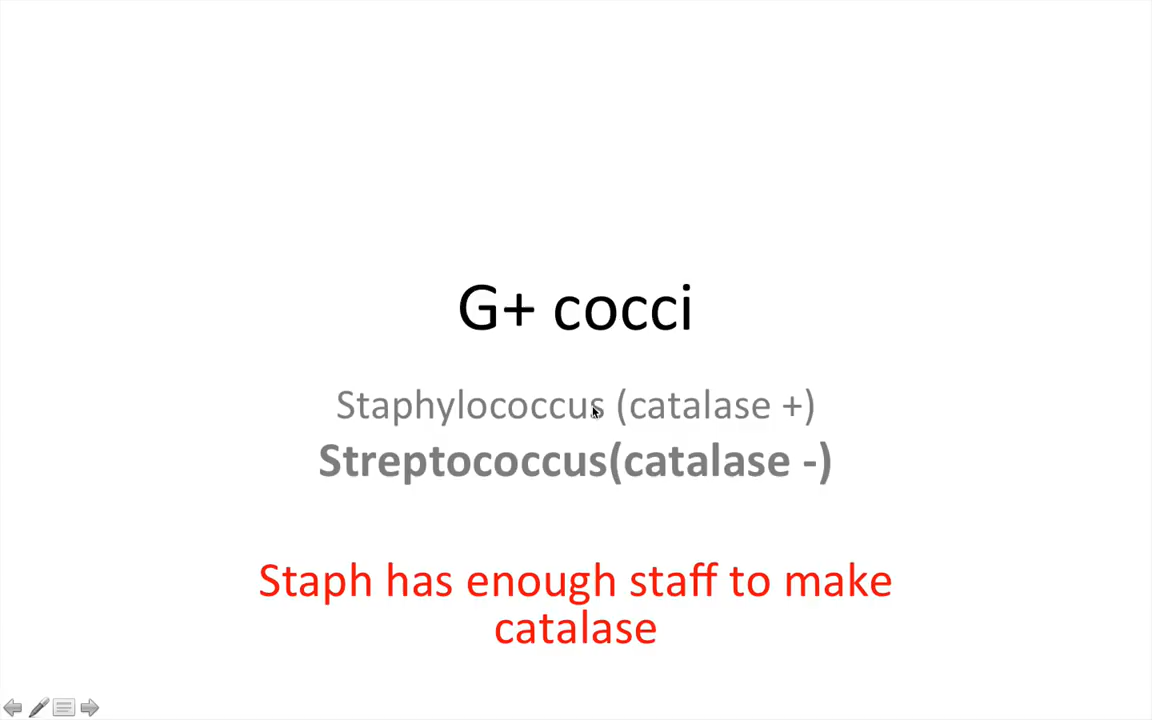 G+ cocci
Staphylococcus (catalase +)
Streptococcus(catalase -)
Staph has enough staff to make
catalase